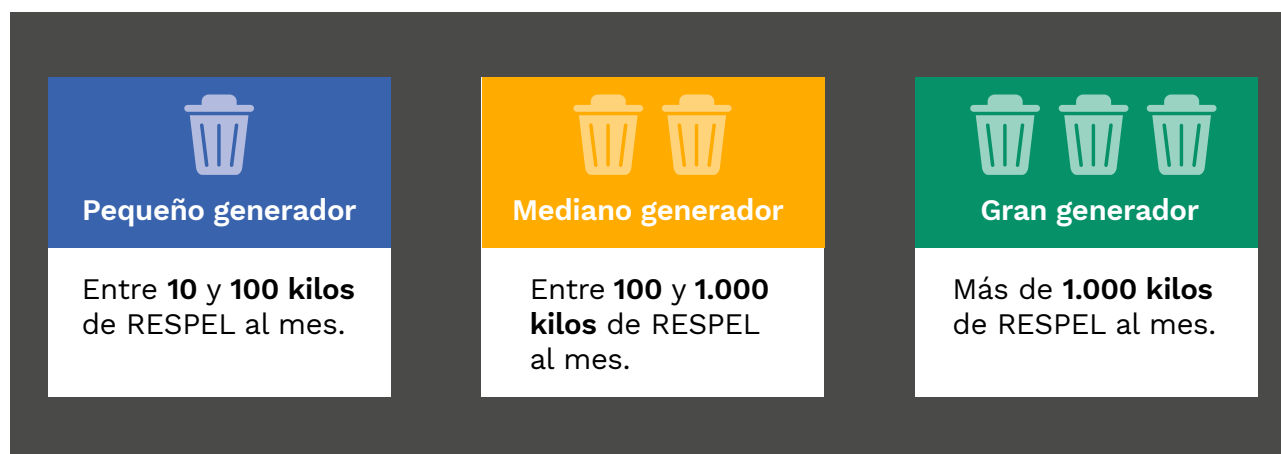 Pequeño generador
Entre 10 y 100 kilos
de RESPEL al mes.
Mediano generador
Entre 100 y 1.000
kilos de RESPEL
al mes.
Gran generador
Más de 1.000 kilos
de RESPEL al mes.